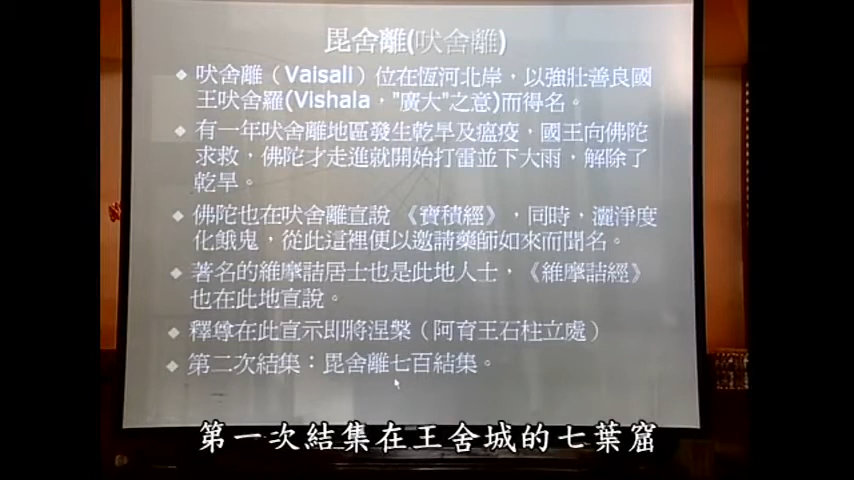 毘舍離(吠舍離)
吠舍離（Vaisali）位在恆河北岸，以強壯善良國
王吠舍羅(Vishala，"廣大"之意)而得名。
有一年吠舍離地區發生乾旱及瘟疫，國王向佛陀
求救，佛陀才走進就開始打雷並下大雨，解除了
乾旱。
佛陀也在吠舍離宣說《寶積經》，同時，灑淨度
化餓鬼，從此這裡便以邀請藥師如來而聞名。
著名的維摩詰居士也是此地人士，《維摩詰經》
也在此地宣說。
釋尊在此宣示即將涅槃（阿育王石柱立處）
第二次結集：毘舍離七百結集。
第一次結集在王舍城的七葉窟